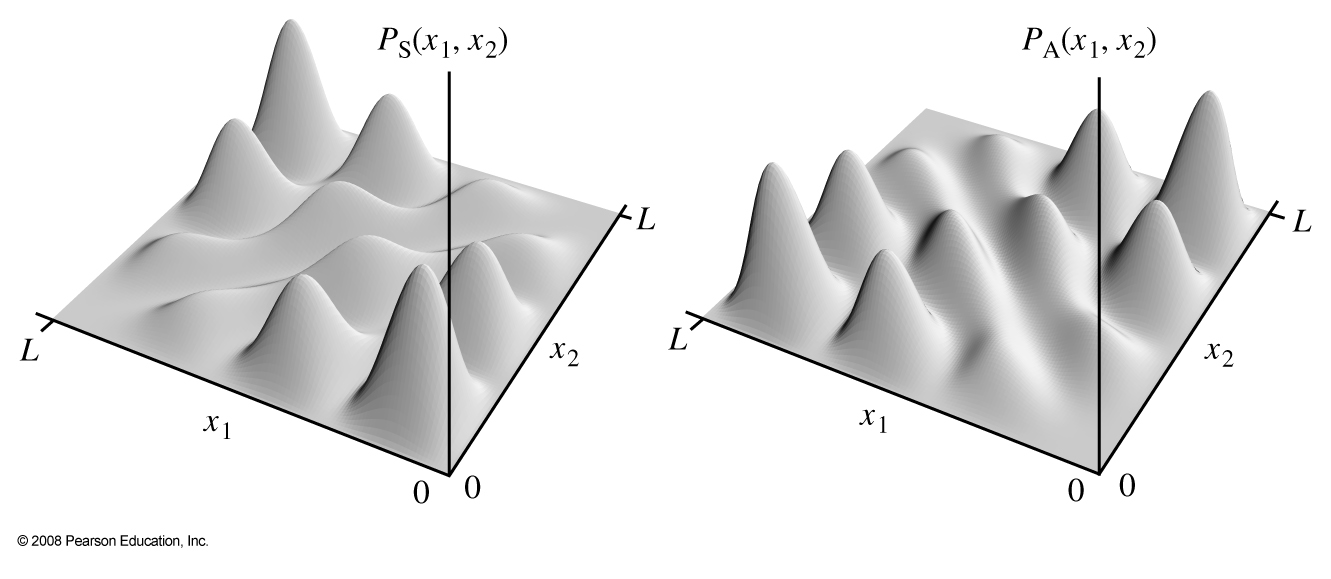 P_S(x_1, x_2)
L
L
x_2
x_1
0 0
P_A(x_1, x_2)
L
L
x_2
x_1
0 0
© 2008 Pearson Education, Inc.